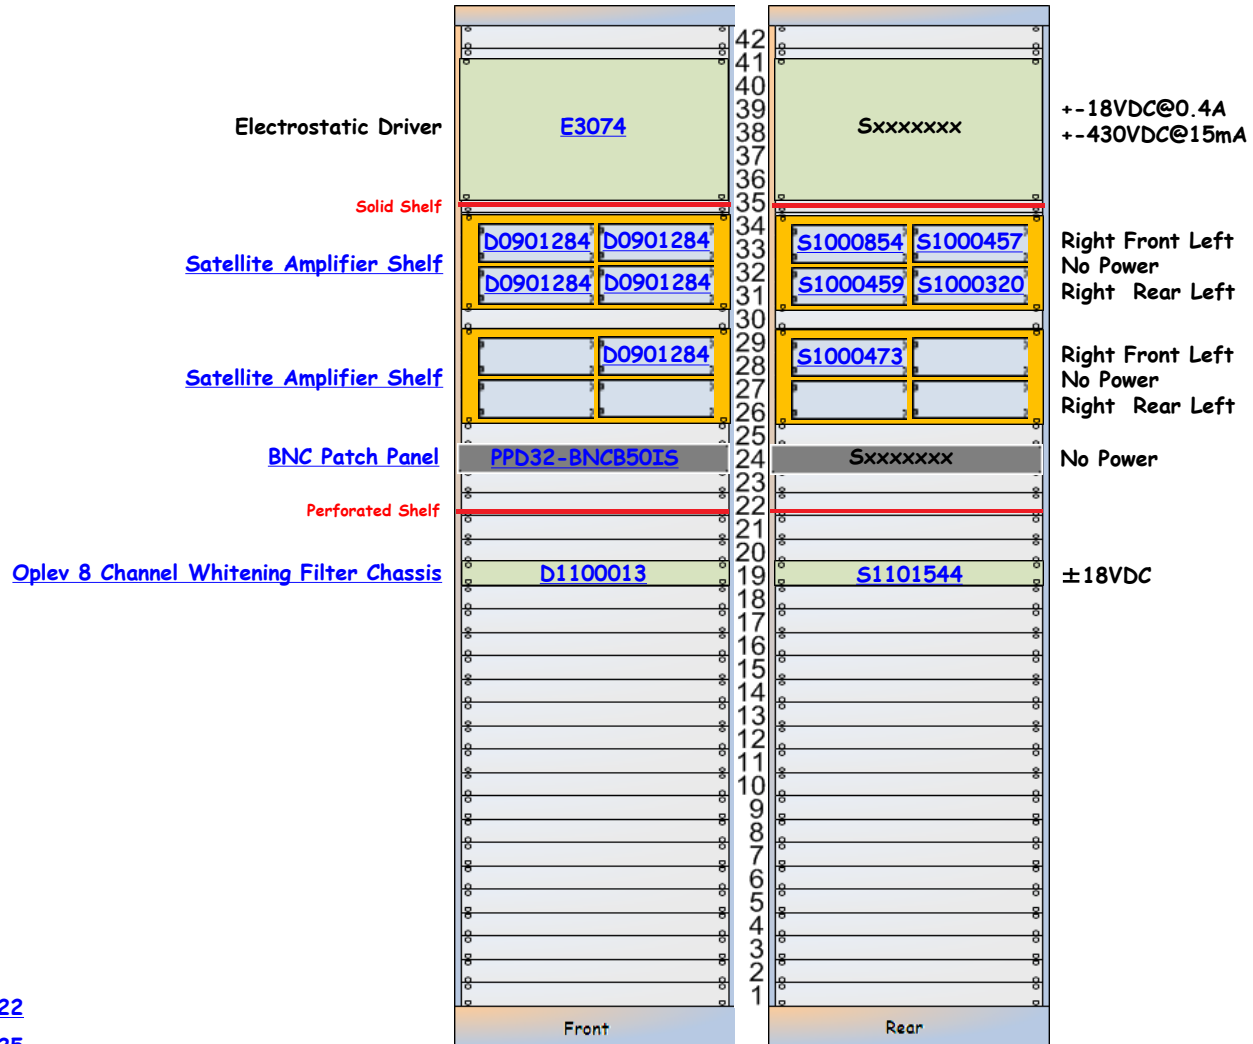 42
41
40
39
38
37
36
35
34
33
32
31
30
29
28
27
26
25
24
23
22
21
20
19
18
17
16
15
14
13
12
11
10
9
8
7
6
5
4
3
2
1
Electrostatic Driver
E3074
Sxxxxxxx
+-18VDC@0.4A
+-430VDC@15mA
Solid Shelf
Satellite Amplifier Shelf
D0901284 D0901284
D0901284 D0901284
S1000854 S1000457
S1000459 S1000320
Right Front Left
No Power
Right Rear Left
Satellite Amplifier Shelf
D0901284
S1000473
Right Front Left
No Power
Right Rear Left
BNC Patch Panel
PPD32-BNCB50IS
Sxxxxxxx
No Power
Perforated Shelf
Oplev 8 Channel Whitening Filter Chassis
D1100013
S1101544
±18VDC
22
Front
Rear